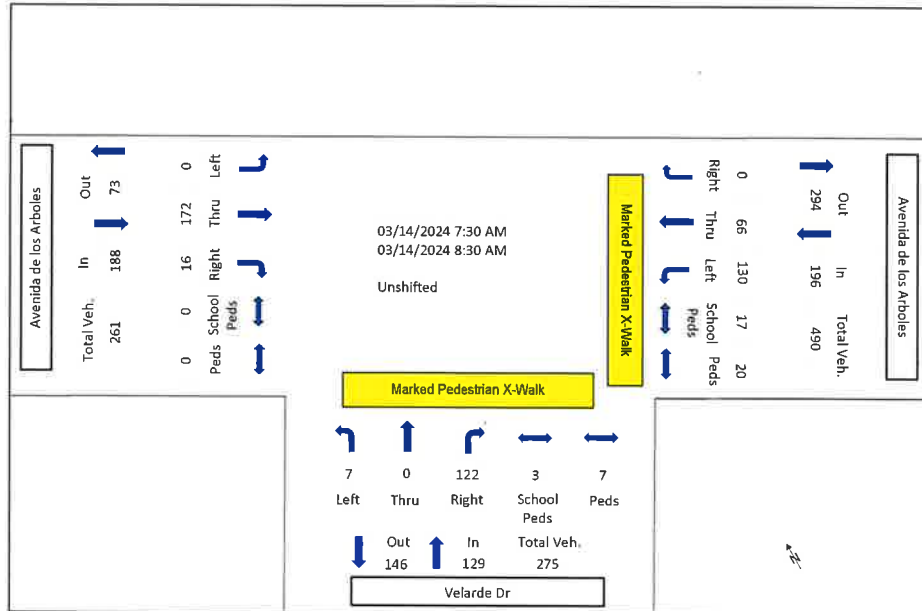 Avenida de los Arboles
Out
73
In
188
Total Veh.
261
Left
0
Thru
172
Right
16
School
Peds
0
Peds
0
03/14/2024 7:30 AM
03/14/2024 8:30 AM
Unshifted
Marked Pedestrian X-Walk
Right
0
Thru
66
Left
130
School
Peds
17
Peds
20
Out
294
In
196
Total Veh.
490
Avenida de los Arboles
Marked Pedestrian X-Walk
7 0 122 3 7
Left Thru Right School Peds
Peds
Out In Total Veh.
146 129 275
Velarde Dr
N